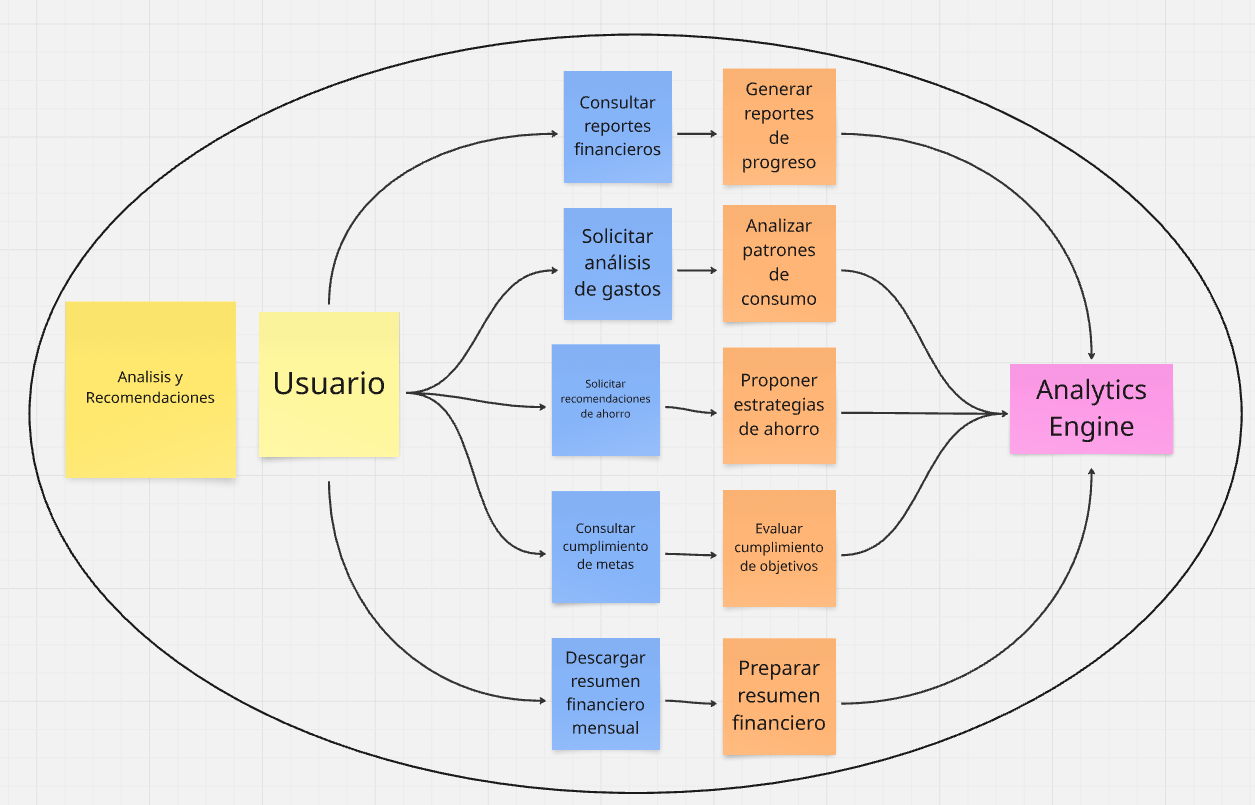 Analisis y
Recomendaciones
Usuario
Consultar
reportes
financieros
Generar
reportes
de
progreso
Solicitar
análisis
de gastos
Analizar
patrones
de
consumo
Solicitar
recomendaciones
de ahorro
Proponer
estrategias
de ahorro
Consultar
cumplimiento
de metas
Evaluar
cumplimiento
de objetivos
Descargar
resumen
financiero
mensual
Preparar
resumen
financiero
Analytics
Engine